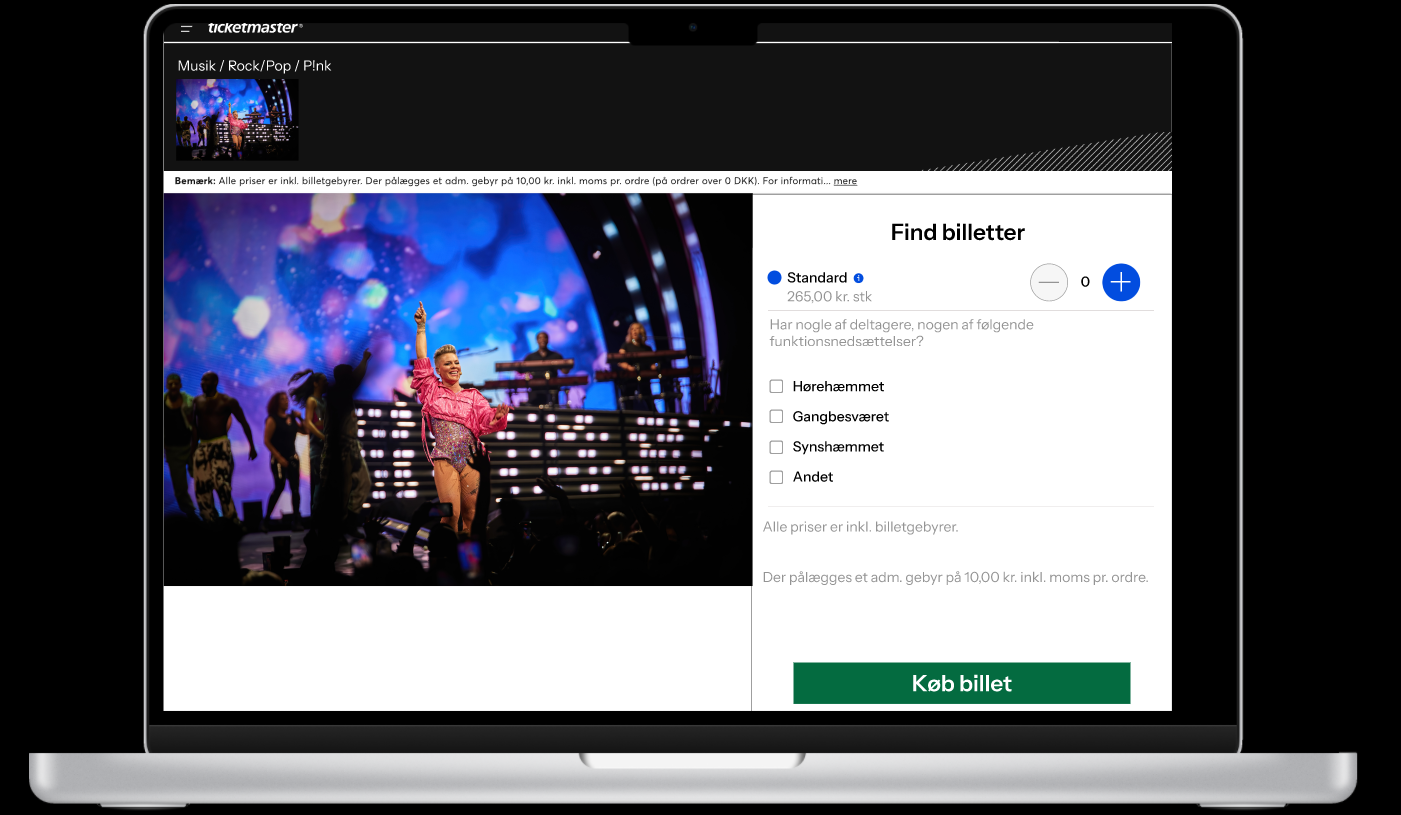 ticketmaster®
Musik / Rock/Pop / P!nk
Bemærk: Alle priser er inkl. billetgebyrer. Der pålægges et adm. gebyr på 10,00 kr. inkl. moms pr. ordre (på ordrer over 0 DKK). For informati... mere
Find billetter
Standard i
0
265,00 kr. stk
Har nogle af deltagere, nogen af følgende
funktionsnedsættelser?
Hørehæmmet
Gangbesværet
Synshæmmet
Andet
Alle priser er inkl. billetgebyrer.
Der pålægges et adm. gebyr på 10,00 kr. inkl. moms pr. ordre.
Køb billet